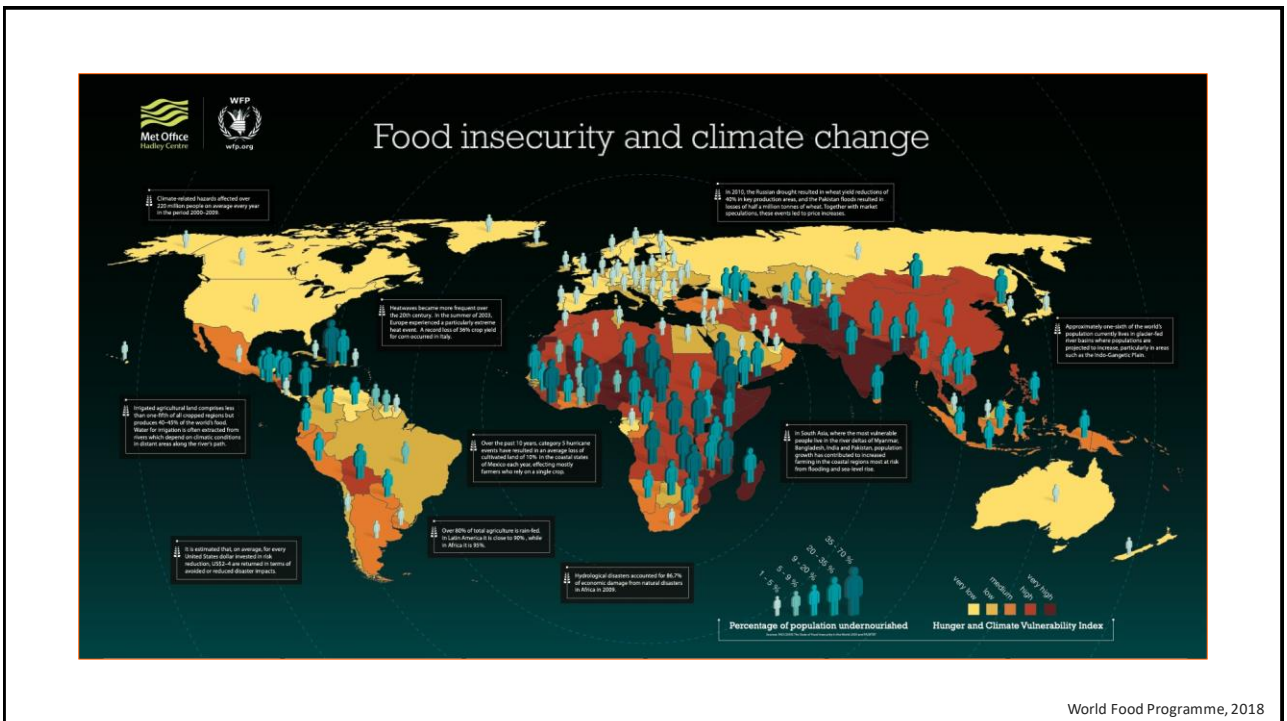 Met Office
Hadley Centre
WFP
wfp.org
Food insecurity and climate change
Climate-related hazards affected over
220 million people on average every year
in the period 2000–2009.
In 2010, the Russian drought resulted in wheat yield reductions of
40% in key production areas, and the Pakistan floods resulted in
losses of half a million tonnes of wheat. Together with market
speculations, these events led to price increases.
Heatwaves became more frequent over
the 20th century. In the summer of 2003,
Europe experienced a particularly extreme
heat event. A record loss of 36% crop yield
for corn occurred in Italy.
Approximately one-sixth of the world's
population currently lives in glacier-fed
river basins where populations are
projected to increase, particularly in areas
such as the Indo-Gangetic Plain.
Irrigated agricultural land comprises less
than one-fifth of all cropped regions but
produces 40–45% of the world's food.
Water for irrigation is often extracted from
rivers which depend on climatic conditions
in distant areas along the river's path.
Over the past 10 years, category 5 hurricane
events have resulted in an average loss of
cultivated land of 10% in the coastal states
of Mexico each year, effecting mostly
farmers who rely on a single crop.
In South Asia, where the most vulnerable
people live in the river deltas of Myanmar,
Bangladesh, India and Pakistan, population
growth has contributed to increased
farming in the coastal regions most at risk
from flooding and sea-level rise.
It is estimated that, on average, for every
United States dollar invested in risk
reduction, US$2–4 are returned in terms of
avoided or reduced disaster impacts.
Over 80% of total agriculture is rain-fed.
In Latin America it is close to 90% , while
in Africa it is 95%.
Hydrological disasters accounted for 86.7%
of economic damage from natural disasters
in Africa in 2009.
1 - 5 %
5 - 9 %
9 - 20 %
20 - 35 %
35 - 70 %
Percentage of population undernourished
very low
low
medium
high
very high
Hunger and Climate Vulnerability Index
World Food Programme, 2018